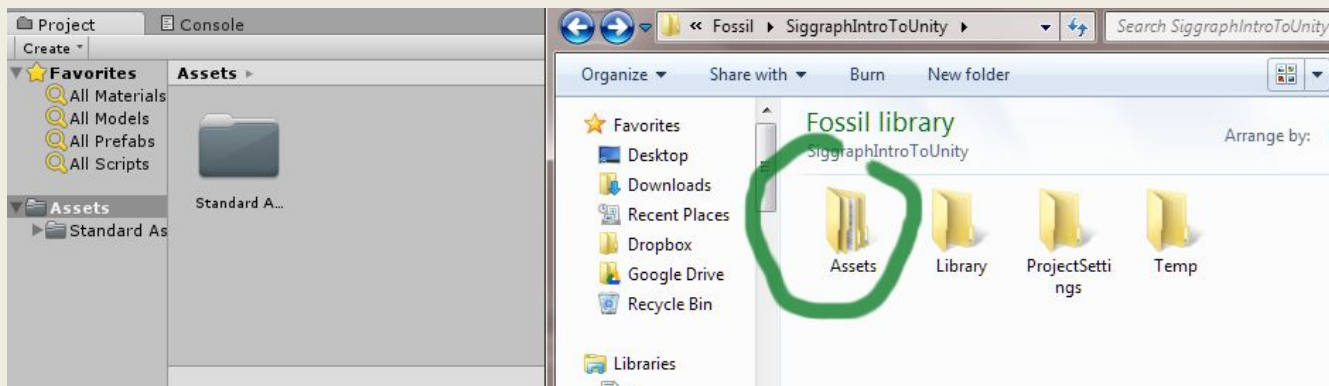 Project
Console
Create
Favorites
All Materials
All Models
All Prefabs
All Scripts
Assets
Standard As
Assets
Standard A...
« Fossil SiggraphIntroToUnity
Search SiggraphIntroToUnity
Organize Share with Burn New folder
Favorites
Desktop
Downloads
Recent Places
Dropbox
Google Drive
Recycle Bin
Libraries
Fossil library
SiggraphIntroToUnity
Arrange by:
Assets
Library
ProjectSetti
ngs
Temp